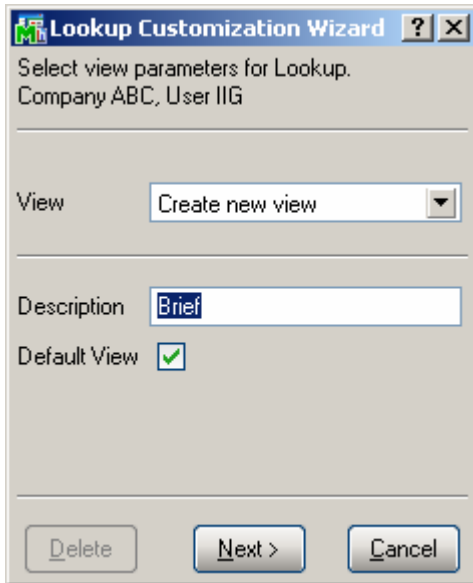 Lookup Customization Wizard ? X
Select view parameters for Lookup.
Company ABC, User IIG
View Create new view
Description Brief
Default View
Delete Next > Cancel